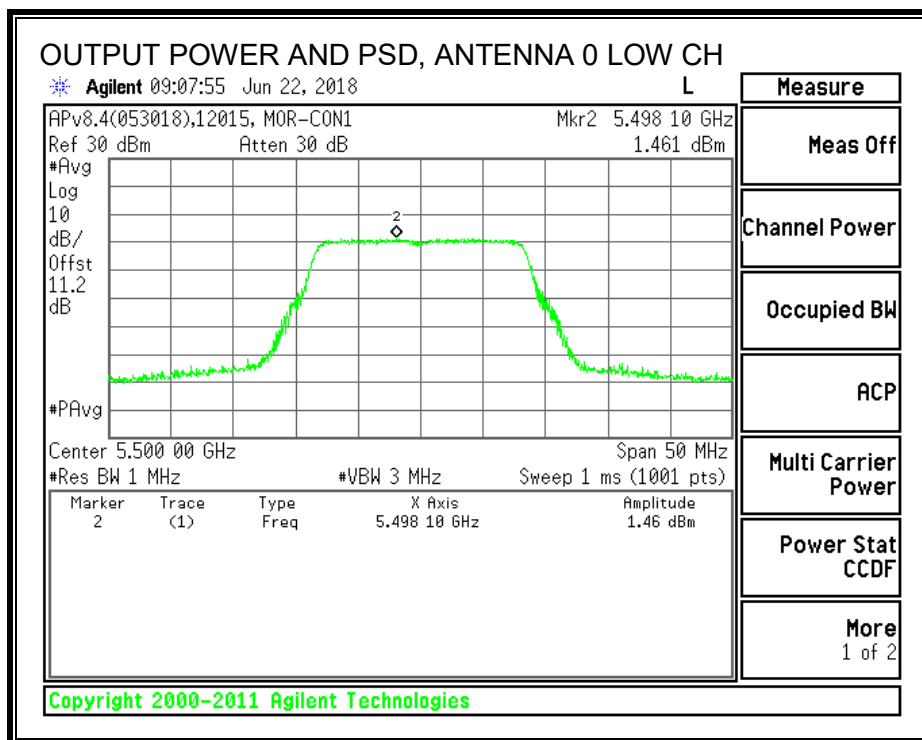 OUTPUT POWER AND PSD, ANTENNA 0 LOW CH
Agilent 09:07:55 Jun 22, 2018 L
Measure
APv8.4(053018),12015, MOR-CON1 Mkr2 5.498 10 GHz
Ref 30 dBm Atten 30 dB 1.461 dBm
Meas Off
#Avg
Log
10
dB/
Offst
11.2
dB
2
#PAvg
Channel Power
Occupied BW
ACP
Center 5.500 00 GHz Span 50 MHz
#Res BW 1 MHz #VBW 3 MHz Sweep 1 ms (1001 pts)
Multi Carrier
Power
Marker Trace Type X Axis Amplitude
2 (1) Freq 5.498 10 GHz 1.46 dBm
Power Stat
CCDF
More
1 of 2
Copyright 2000-2011 Agilent Technologies